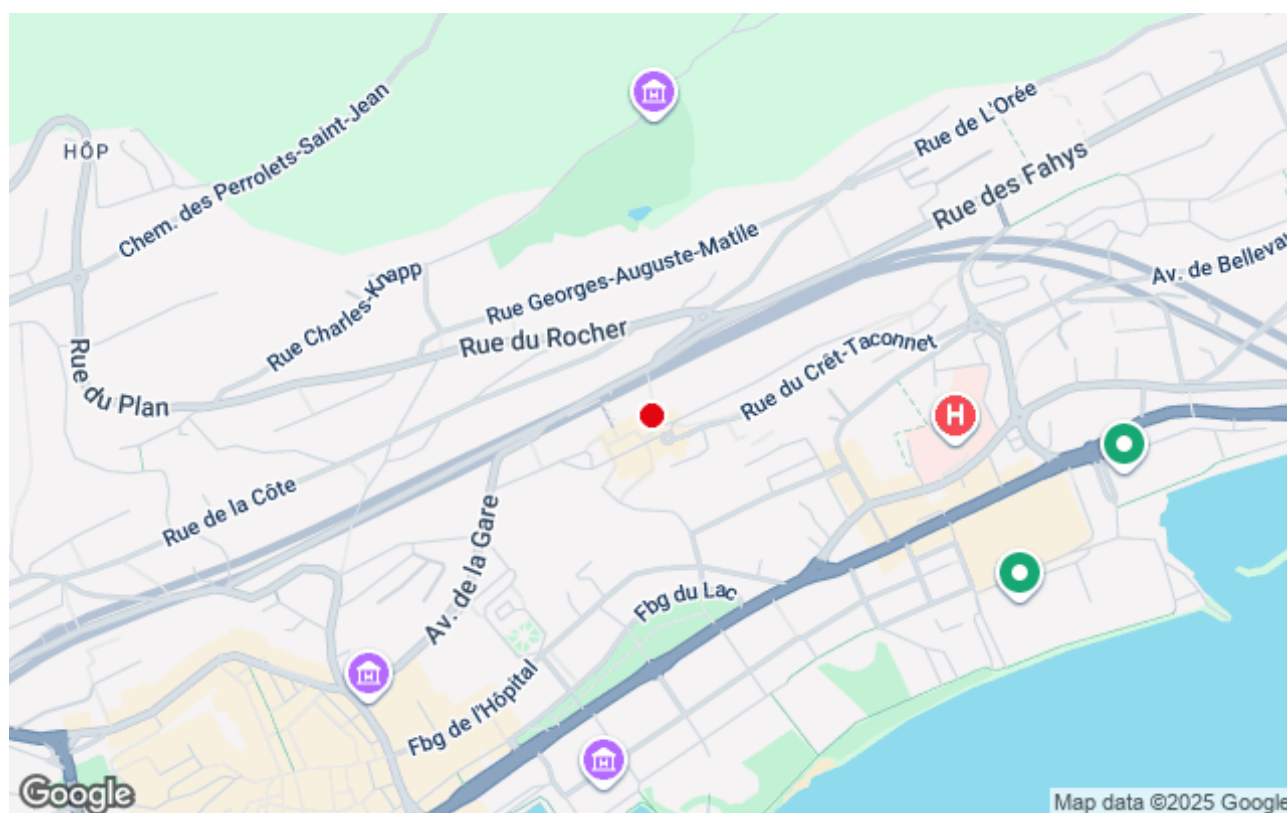 HÔP
Chem. des Perrolets-Saint-Jean
Rue de L'Orée
Rue des Fahys
Rue Georges-Auguste-Matile
Rue Charles-Knapp
Rue du Rocher
Av. de Bellevau
Rue du Plan
Rue du Crêt-Taconnet
H
Rue de la Côte
Av. de la Gare
Fbg du Lac
Fbg de l'Hôpital
Google
Map data ©2025 Google